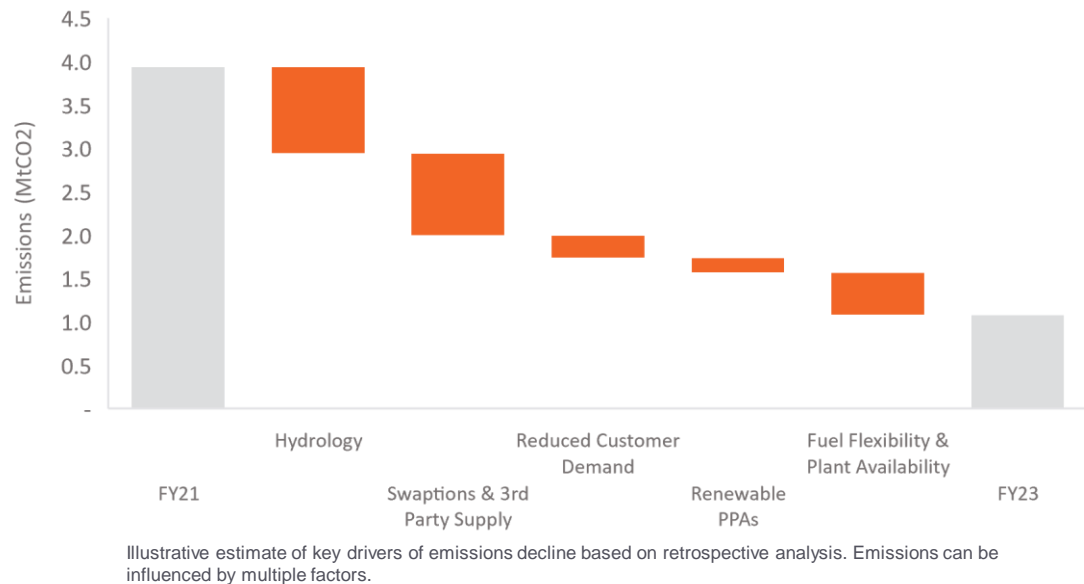 4.5
4.0
3.5
3.0
2.5
2.0
1.5
1.0
0.5
-
Emissions (MtCO2)
Hydrology
Reduced Customer
Demand
Fuel Flexibility &
Plant Availability
FY21
Swaptions & 3rd
Party Supply
Renewable
PPAs
FY23
Illustrative estimate of key drivers of emissions decline based on retrospective analysis. Emissions can be
influenced by multiple factors.